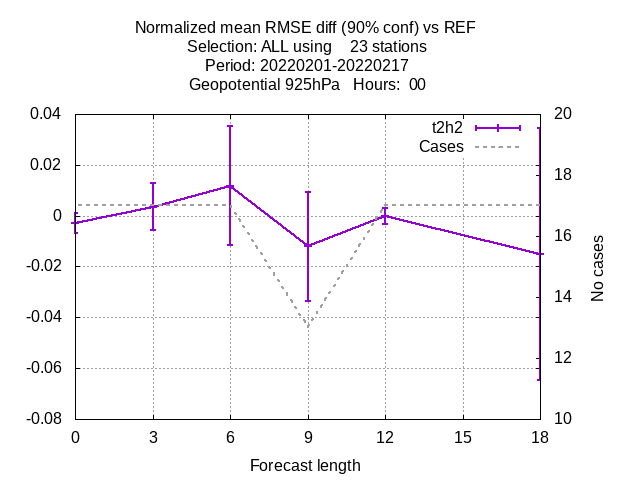 Normalized mean RMSE diff (90% conf) vs REF
Selection: ALL using    23 stations
Period: 20220201-20220217
Geopotential 925hPa   Hours:  00
t2h2
Cases
0.04
0.02
0
-0.02
-0.04
-0.06
-0.08
20
18
16
14
12
10
No cases
0 3 6 9 12 15 18
Forecast length